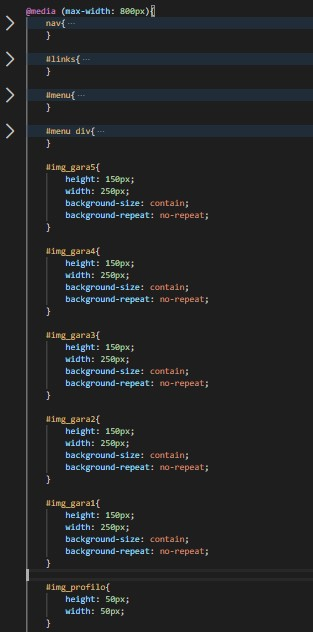 @media (max-width: 800px){
nav{ ···
}
#links{ ···
}
#menu{ ···
}
#menu div{ ···
}
#img_gara5{
height: 150px;
width: 250px;
background-size: contain;
background-repeat: no-repeat;
}
#img_gara4{
height: 150px;
width: 250px;
background-size: contain;
background-repeat: no-repeat;
}
#img_gara3{
height: 150px;
width: 250px;
background-size: contain;
background-repeat: no-repeat;
}
#img_gara2{
height: 150px;
width: 250px;
background-size: contain;
background-repeat: no-repeat;
}
#img_gara1{
height: 150px;
width: 250px;
background-size: contain;
background-repeat: no-repeat;
}
#img_profilo{
height: 50px;
width: 50px;
}